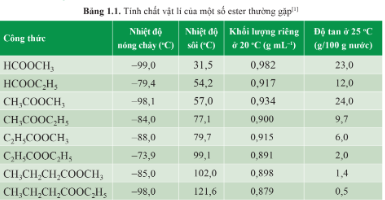 Bảng 1.1. Tính chất vật lí của một số ester thường gặp[1]
Công thức | Nhiệt độ nóng chảy (°C) | Nhiệt độ sôi (°C) | Khối lượng riêng ở 20 °C (g mL⁻¹) | Độ tan ở 25 °C (g/100 g nước)
HCOOCH₃ | –99,0 | 31,5 | 0,982 | 23,0
HCOOC₂H₅ | –79,4 | 54,2 | 0,917 | 12,0
CH₃COOCH₃ | –98,1 | 57,0 | 0,934 | 24,0
CH₃COOC₂H₅ | –84,0 | 77,1 | 0,900 | 9,7
C₂H₅COOCH₃ | –88,0 | 79,7 | 0,915 | 6,0
C₂H₅COOC₂H₅ | –73,9 | 99,1 | 0,891 | 2,0
CH₃CH₂CH₂COOCH₃ | –85,0 | 102,0 | 0,898 | 1,4
CH₃CH₂CH₂COOC₂H₅ | –98,0 | 121,6 | 0,879 | 0,5